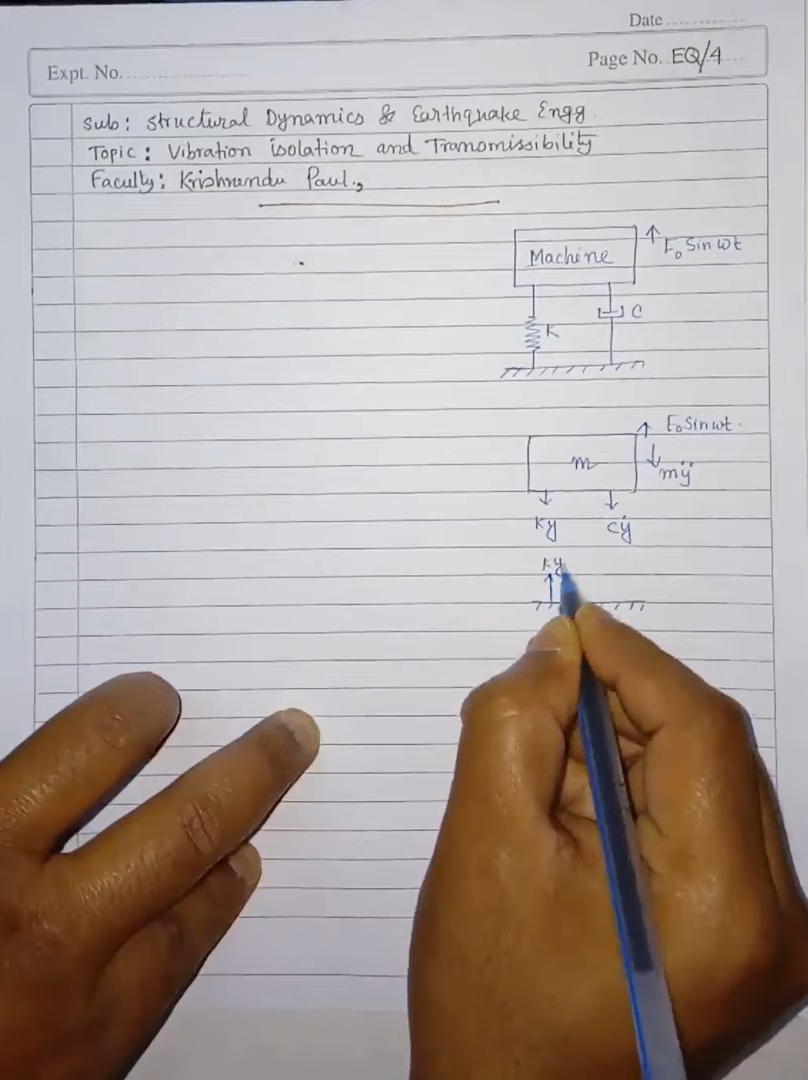 Date
Expt. No.
Page No. EQ/4
Sub: Structural Dynamics & Earthquake Engg
Topic: Vibration isolation and Transmissibility
Faculty: Krishnendu Paul.,
Machine
F₀ Sin ωt
K
C
F₀ Sin ωt.
m
mÿ
Ky
Cẏ
Ky